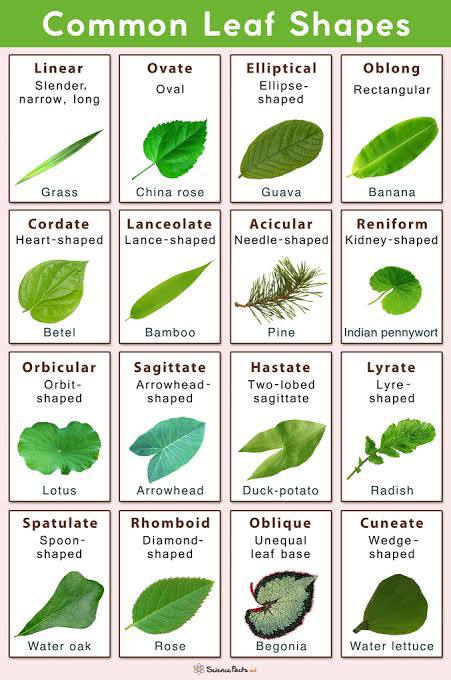 Common Leaf Shapes
Linear
Slender,
narrow, long
Grass
Ovate
Oval
China rose
Elliptical
Ellipse-
shaped
Guava
Oblong
Rectangular
Banana
Cordate
Heart-shaped
Betel
Lanceolate
Lance-shaped
Bamboo
Acicular
Needle-shaped
Pine
Reniform
Kidney-shaped
Indian pennywort
Orbicular
Orbit-
shaped
Lotus
Sagittate
Arrowhead-
shaped
Arrowhead
Hastate
Two-lobed
sagittate
Duck-potato
Lyrate
Lyre-
shaped
Radish
Spatulate
Spoon-
shaped
Water oak
Rhomboid
Diamond-
shaped
Rose
Oblique
Unequal
leaf base
Begonia
Cuneate
Wedge-
shaped
Water lettuce
ScienceFacts.net